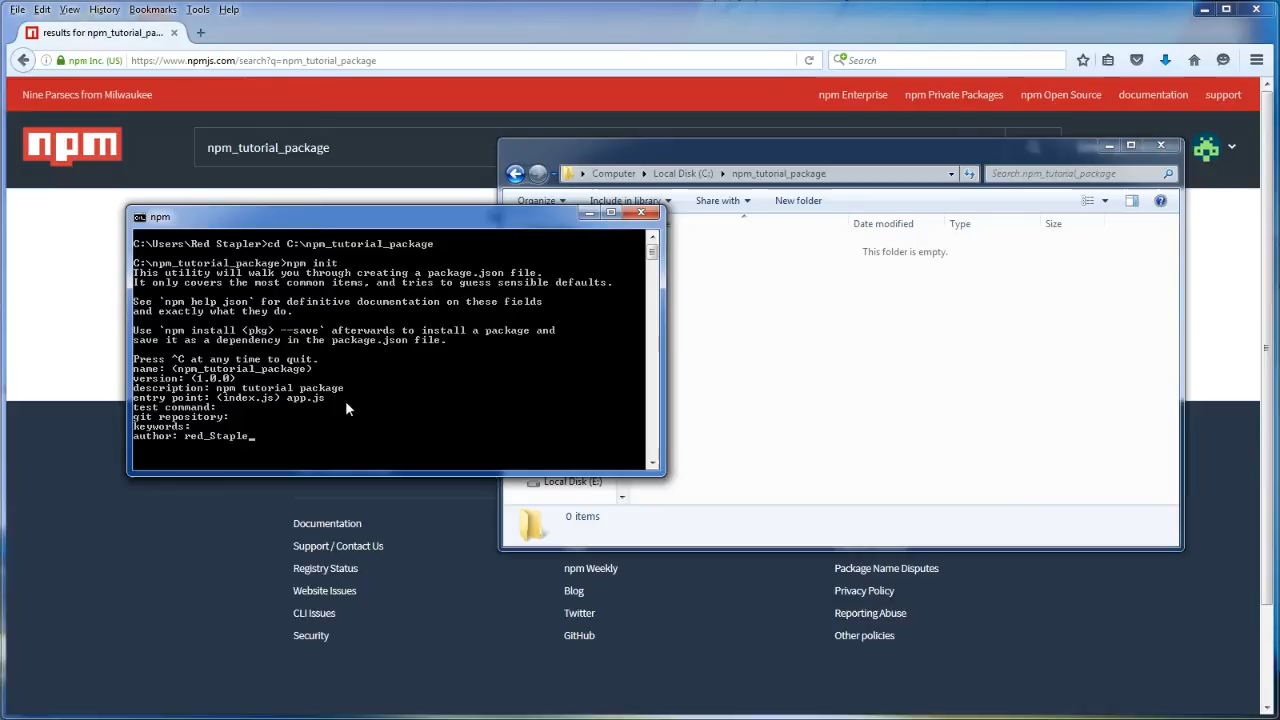 File Edit View History Bookmarks Tools Help
results for npm_tutorial_pa...
npm Inc. (US) https://www.npmjs.com/search?q=npm_tutorial_package
Search
Nine Parsecs from Milwaukee
npm Enterprise npm Private Packages npm Open Source documentation support
npm
npm_tutorial_package
Computer Local Disk (C:) npm_tutorial_package
Search npm_tutorial_package
Organize Include in library Share with New folder
Date modified Type Size
This folder is empty.
Local Disk (E:)
0 items
npm
C:\Users\Red Stapler>cd C:\npm_tutorial_package
C:\npm_tutorial_package>npm init
This utility will walk you through creating a package.json file.
It only covers the most common items, and tries to guess sensible defaults.
See `npm help json` for definitive documentation on these fields
and exactly what they do.
Use `npm install <pkg> --save` afterwards to install a package and
save it as a dependency in the package.json file.
Press ^C at any time to quit.
name: (npm_tutorial_package)
version: (1.0.0)
description: npm tutorial package
entry point: (index.js) app.js
test command:
git repository:
keywords:
author: red_Staple_
Documentation
Support / Contact Us
Registry Status
Website Issues
CLI Issues
Security
npm Weekly
Blog
Twitter
GitHub
Package Name Disputes
Privacy Policy
Reporting Abuse
Other policies